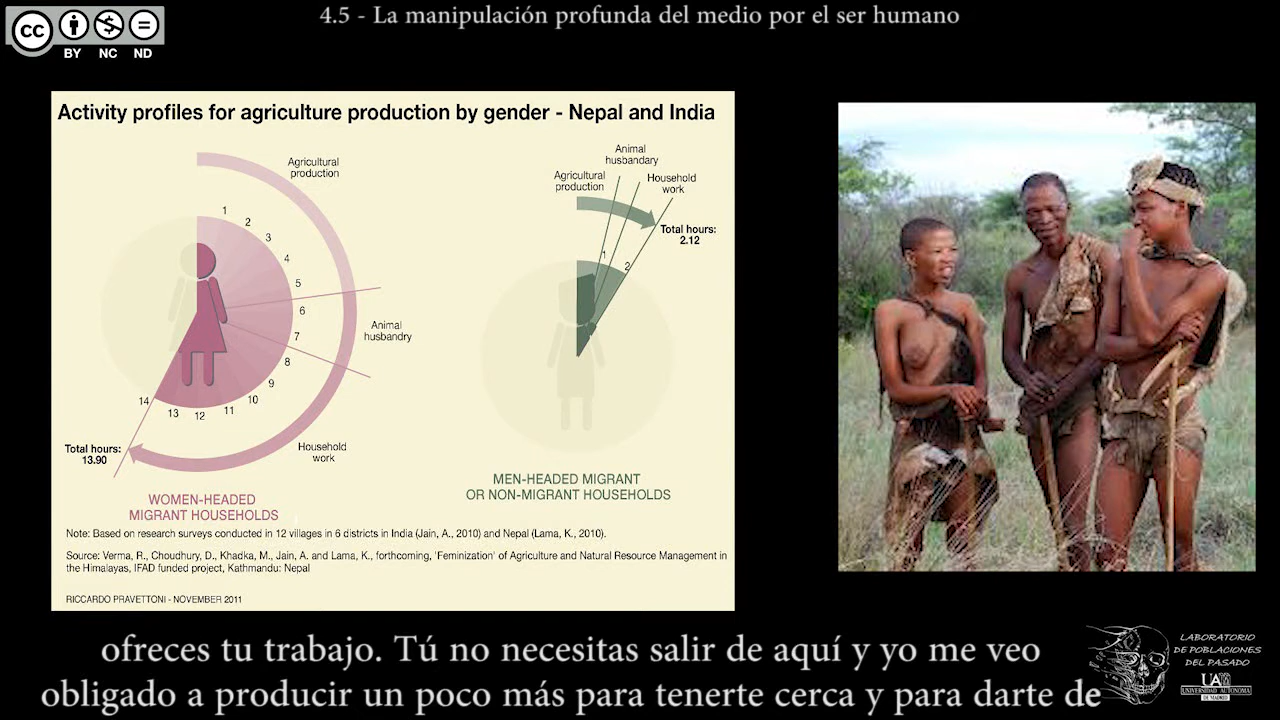 4.5 - La manipulación profunda del medio por el ser humano
cc
BY NC ND
Activity profiles for agriculture production by gender - Nepal and India
Agricultural
production
1
2
3
4
5
6
7
8
9
10
11
12
13
14
Animal
husbandry
Household
work
Total hours:
13.90
WOMEN-HEADED
MIGRANT HOUSEHOLDS
Animal
husbandary
Agricultural
production
Household
work
Total hours:
2.12
1
2
MEN-HEADED MIGRANT
OR NON-MIGRANT HOUSEHOLDS
Note: Based on research surveys conducted in 12 villages in 6 districts in India (Jain, A., 2010) and Nepal (Lama, K., 2010).
Source: Verma, R., Choudhury, D., Khadka, M., Jain, A. and Lama, K., forthcoming, 'Feminization' of Agriculture and Natural Resource Management in
the Himalayas, IFAD funded project, Kathmandu: Nepal
RICCARDO PRAVETTONI - NOVEMBER 2011
ofreces tu trabajo. Tú no necesitas salir de aquí y yo me veo
obligado a producir un poco más para tenerte cerca y para darte de
LABORATORIO
DE POBLACIONES
DEL PASADO
UAM
UNIVERSIDAD AUTONOMA
DE MADRID